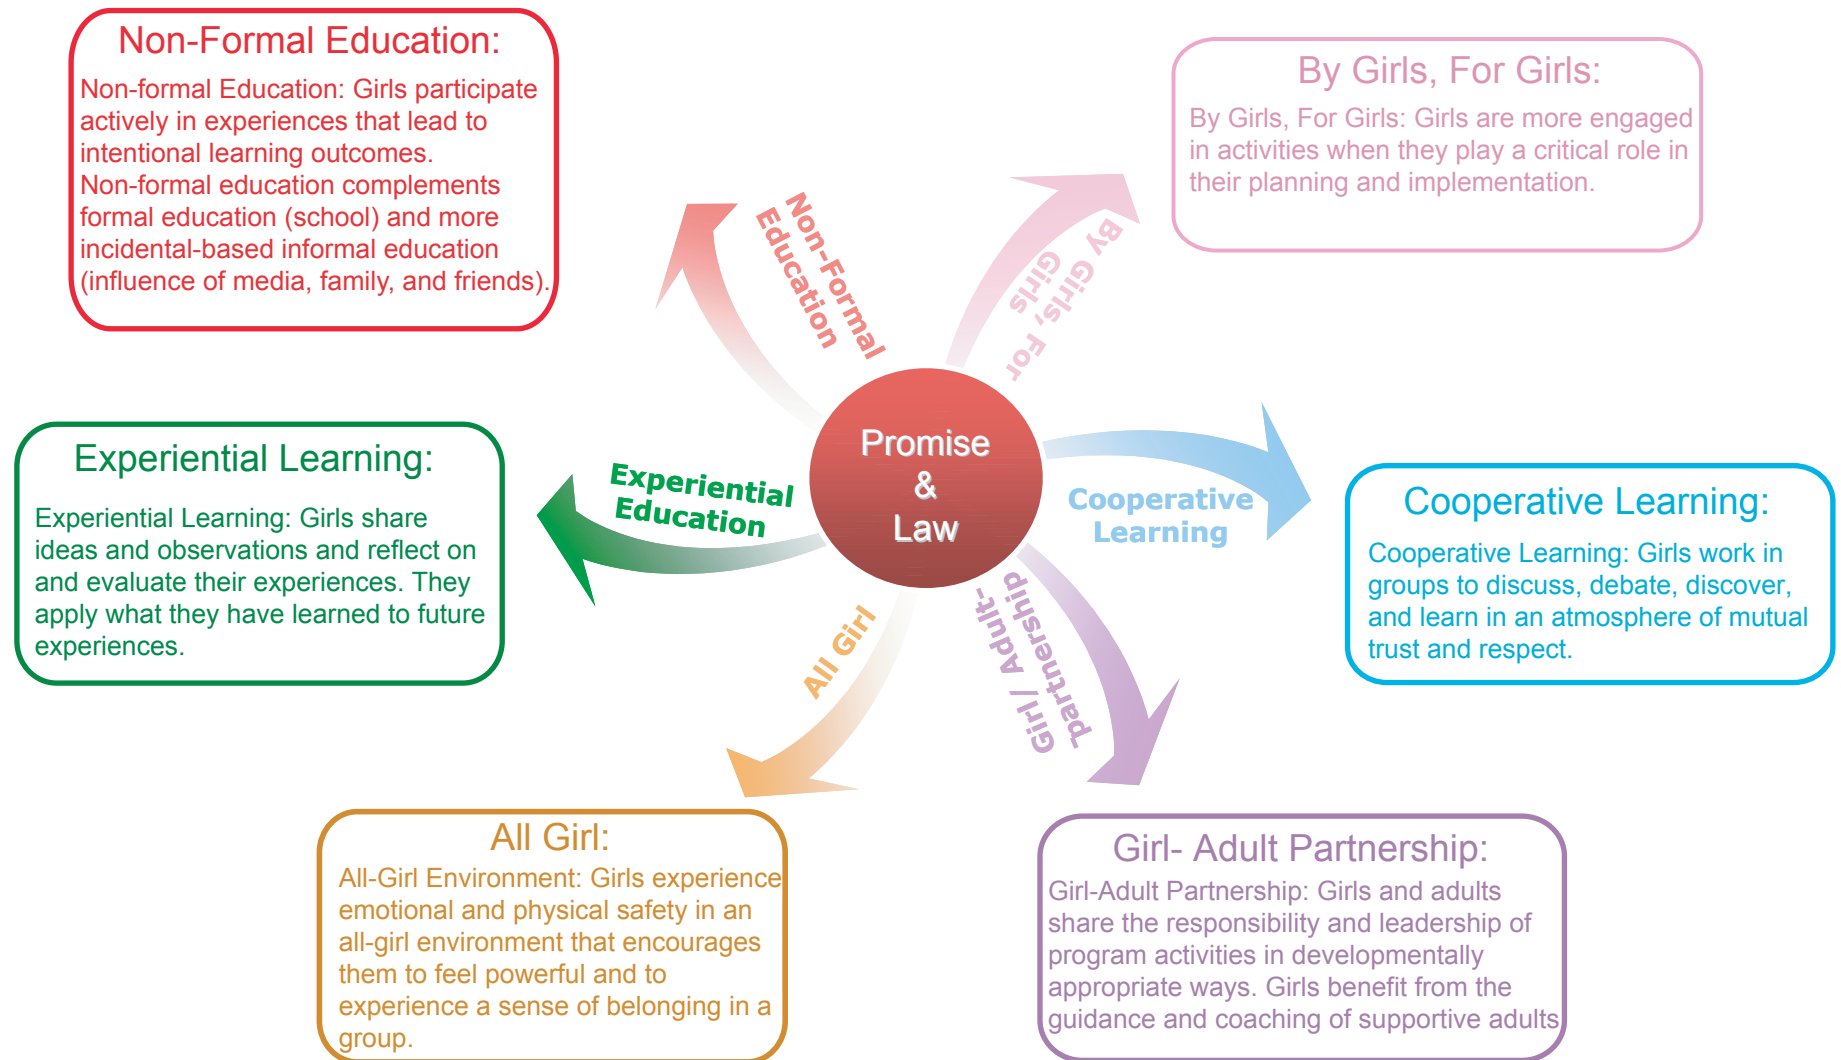 Non-Formal Education:
Non-formal Education: Girls participate
actively in experiences that lead to
intentional learning outcomes.
Non-formal education complements
formal education (school) and more
incidental-based informal education
(influence of media, family, and friends).
By Girls, For Girls:
By Girls, For Girls: Girls are more engaged
in activities when they play a critical role in
their planning and implementation.
Non-Formal
Education
By Girls, For
Girls
Promise
&
Law
Experiential Learning:
Experiential Learning: Girls share
ideas and observations and reflect on
and evaluate their experiences. They
apply what they have learned to future
experiences.
Experiential
Education
Cooperative
Learning
Cooperative Learning:
Cooperative Learning: Girls work in
groups to discuss, debate, discover,
and learn in an atmosphere of mutual
trust and respect.
All Girl
Girl / Adult-
partnership
All Girl:
All-Girl Environment: Girls experience
emotional and physical safety in an
all-girl environment that encourages
them to feel powerful and to
experience a sense of belonging in a
group.
Girl- Adult Partnership:
Girl-Adult Partnership: Girls and adults
share the responsibility and leadership of
program activities in developmentally
appropriate ways. Girls benefit from the
guidance and coaching of supportive adults